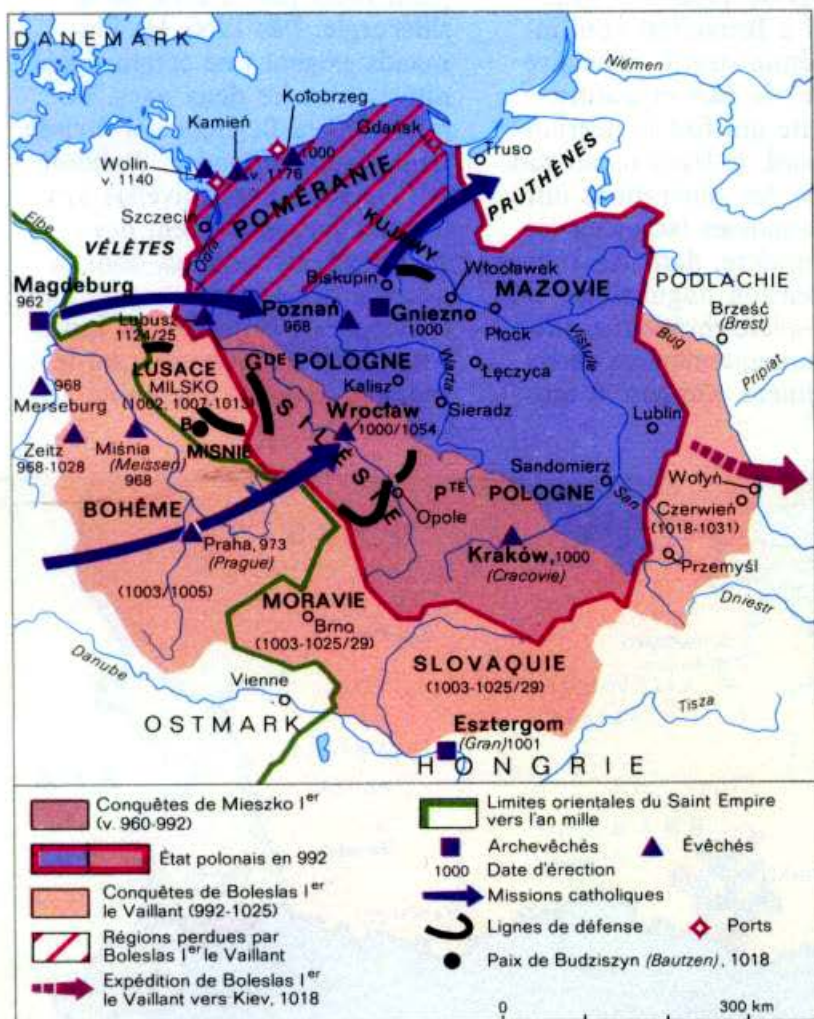 DANEMARK
Niémen
Kołobrzeg
Kamień
1000
Gdańsk
Wolin
v. 1140
v. 1176
Truso
PRUTHÈNES
POMÉRANIE
Szczecin
Elbe
VÊLÈTES
Odra
KUJAWY
Biskupin
Włocławek
MAZOVIE
PODLACHIE
Magdeburg
962
Brześć
(Brest)
Lubusz
1124/25
Poznań
968
Gniezno
1000
Płock
Vistule
Bug
Pripiat
LUSACE
MILSKO
(1002, 1007-1013)
GDE POLOGNE
Kalisz
Warta
Łęczyca
968
Merseburg
Wrocław
1000/1054
Sieradz
Lublin
Zeitz
968-1028
Miśnia
(Meissen)
968
B
MISNIE
SILÉSIE
Sandomierz
Wołyń
PTE POLOGNE
San
Czerwień
(1018-1031)
BOHÊME
Opole
Praha, 973
(Prague)
Kraków, 1000
(Cracovie)
Przemyśl
(1003/1005)
MORAVIE
Brno
(1003-1025/29)
Dniestr
Danube
Vienne
SLOVAQUIE
(1003-1025/29)
Tisza
OSTMARK
Esztergom
(Gran) 1001
HONGRIE
Conquêtes de Mieszko Ier
(v. 960-992)
État polonais en 992
Conquêtes de Boleslas Ier
le Vaillant (992-1025)
Régions perdues par
Boleslas Ier le Vaillant
Expédition de Boleslas Ier
le Vaillant vers Kiev, 1018
Limites orientales du Saint Empire
vers l'an mille
Archevêchés
Évêchés
1000 Date d'érection
Missions catholiques
Lignes de défense
Ports
Paix de Budziszyn (Bautzen), 1018
0 300 km